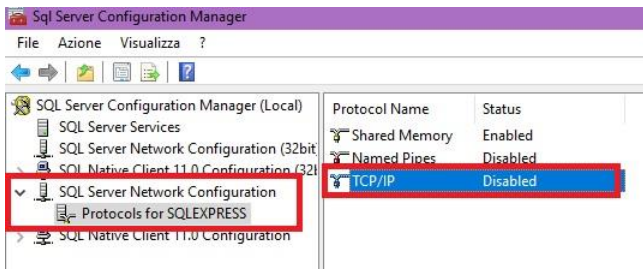 Sql Server Configuration Manager
File Azione Visualizza ?
SQL Server Configuration Manager (Local)
SQL Server Services
SQL Server Network Configuration (32bit
SQL Native Client 11.0 Configuration (32
SQL Server Network Configuration
Protocols for SQLEXPRESS
SQL Native Client 11.0 Configuration
Protocol Name Status
Shared Memory Enabled
Named Pipes Disabled
TCP/IP Disabled